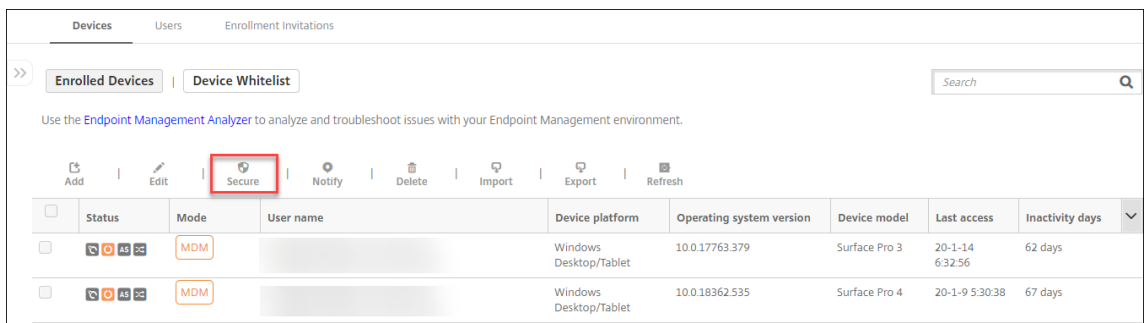 Devices Users Enrollment Invitations
Enrolled Devices | Device Whitelist Search
Use the Endpoint Management Analyzer to analyze and troubleshoot issues with your Endpoint Management environment.
Add | Edit | Secure | Notify | Delete | Import | Export | Refresh
Status Mode User name Device platform Operating system version Device model Last access Inactivity days
AS MDM Windows 10.0.17763.379 Surface Pro 3 20-1-14 62 days
Desktop/Tablet 6:32:56
AS MDM Windows 10.0.18362.535 Surface Pro 4 20-1-9 5:30:38 67 days
Desktop/Tablet